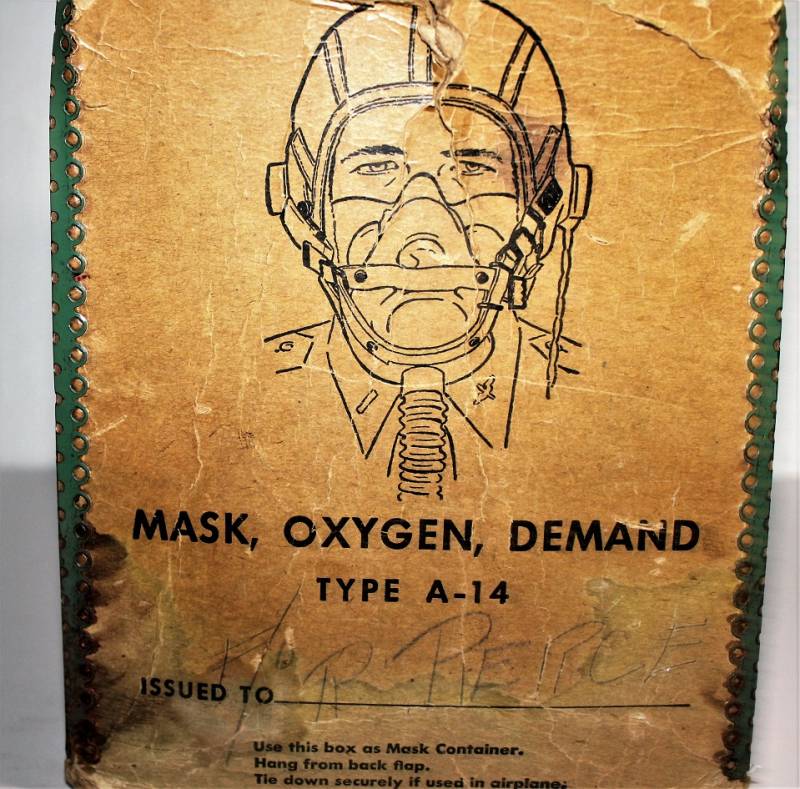 MASK, OXYGEN, DEMAND
TYPE A-14
R PIERCE
ISSUED TO
Use this box as Mask Container.
Hang from back flap.
Tie down securely if used in airplane;